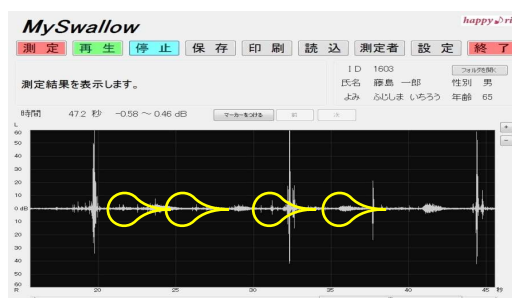 MySwallow
happy♪ri
測 定 再 生 停 止 保 存 印 刷 読 込 測定者 設 定 終 了
測定結果を表示します。
ID 1603 フォルダを開く
氏名 藤島 一郎 性別 男
よみ ふじしま いちろう 年齢 65
時間 47.2 秒 -0.58 ～ 0.46 dB マーカーをつける 前 次
L
60
50
40
30
20
10
0 dB
10
20
30
40
50
60
R 20 25 30 35 40 45 秒